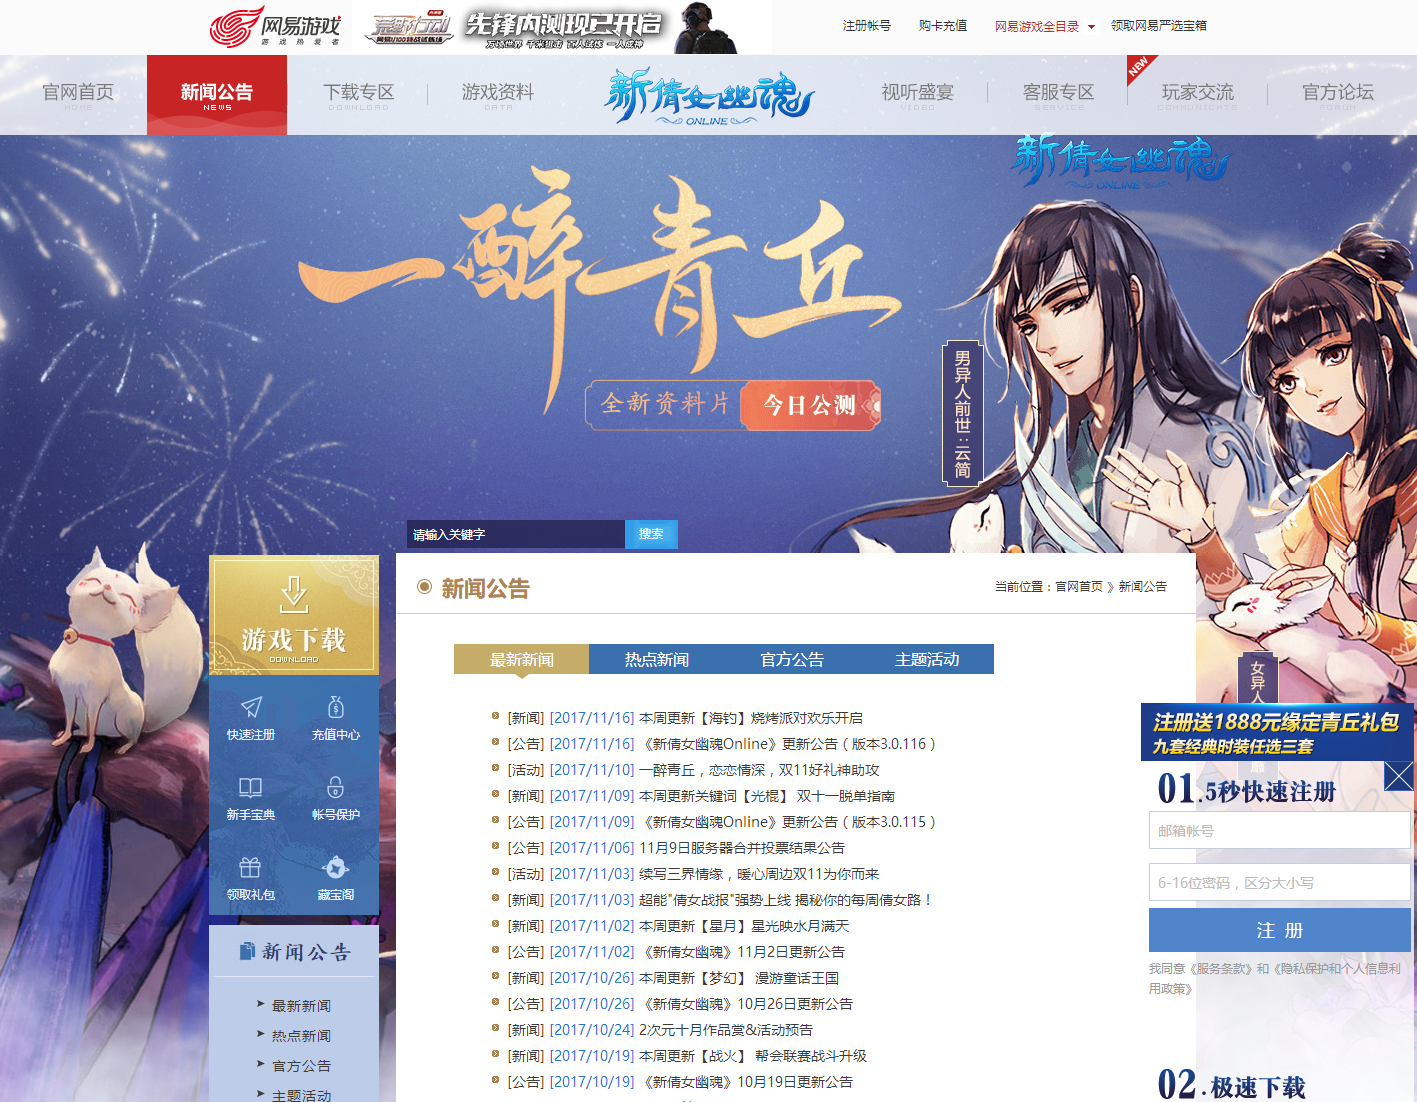 网易游戏
游戏热爱者
荒野行动
先锋内测现已开启
万场世界 千米狙击 百人试炼 一人成神
注册帐号
购卡充值
网易游戏全目录
领取网易严选宝箱
官网首页
HOME
新闻公告
NEWS
下载专区
DOWNLOAD
游戏资料
DATA
新倩女幽魂
ONLINE
视听盛宴
VIDEO
客服专区
SERVICE
NEW
玩家交流
COMMUNICATE
官方论坛
FORUM
新倩女幽魂
ONLINE
一醉青丘
全新资料片
今日公测
男异人前世:云简
请输入关键字
搜索
游戏下载
DOWNLOAD
快速注册
充值中心
新手宝典
帐号保护
领取礼包
藏宝阁
新闻公告
最新新闻
热点新闻
官方公告
主题活动
新闻公告
当前位置：官网首页 》 新闻公告
最新新闻
热点新闻
官方公告
主题活动
[新闻] [2017/11/16] 本周更新【海钓】烧烤派对欢乐开启
[公告] [2017/11/16] 《新倩女幽魂Online》更新公告（版本3.0.116）
[活动] [2017/11/10] 一醉青丘，恋恋情深，双11好礼神助攻
[新闻] [2017/11/09] 本周更新关键词【光棍】 双十一脱单指南
[公告] [2017/11/09] 《新倩女幽魂Online》更新公告（版本3.0.115）
[公告] [2017/11/06] 11月9日服务器合并投票结果公告
[活动] [2017/11/03] 续写三界情缘，暖心周边双11为你而来
[新闻] [2017/11/03] 超能"倩女战报"强势上线 揭秘你的每周倩女路！
[新闻] [2017/11/02] 本周更新【星月】星光映水月满天
[公告] [2017/11/02] 《新倩女幽魂》11月2日更新公告
[新闻] [2017/10/26] 本周更新【梦幻】 漫游童话王国
[公告] [2017/10/26] 《新倩女幽魂》10月26日更新公告
[新闻] [2017/10/24] 2次元十月作品赏&活动预告
[新闻] [2017/10/19] 本周更新【战火】 帮会联赛战斗升级
[公告] [2017/10/19] 《新倩女幽魂》10月19日更新公告
女异人
注册送1888元缘定青丘礼包
九套经典时装任选三套
01.5秒快速注册
邮箱帐号
6-16位密码，区分大小写
注 册
我同意《服务条款》和《隐私保护和个人信息利
用政策》
02.极速下载